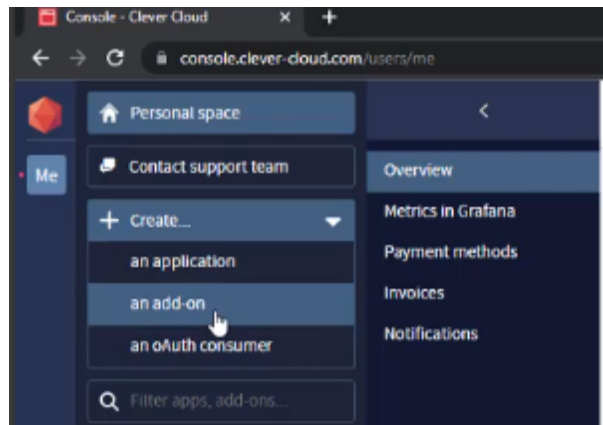 Console - Clever Cloud
console.clever-cloud.com/users/me
Me
Personal space
Contact support team
Create...
an application
an add-on
an oAuth consumer
Filter apps, add-ons...
Overview
Metrics in Grafana
Payment methods
Invoices
Notifications